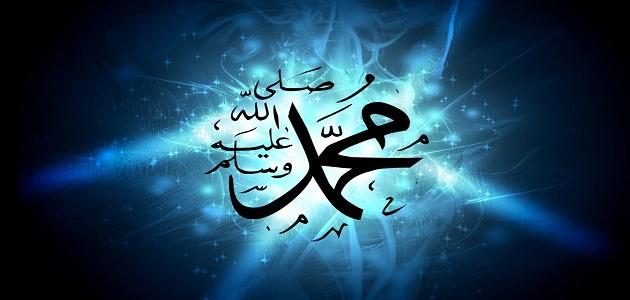 محمد
صلى
الله
عليه
وسلم